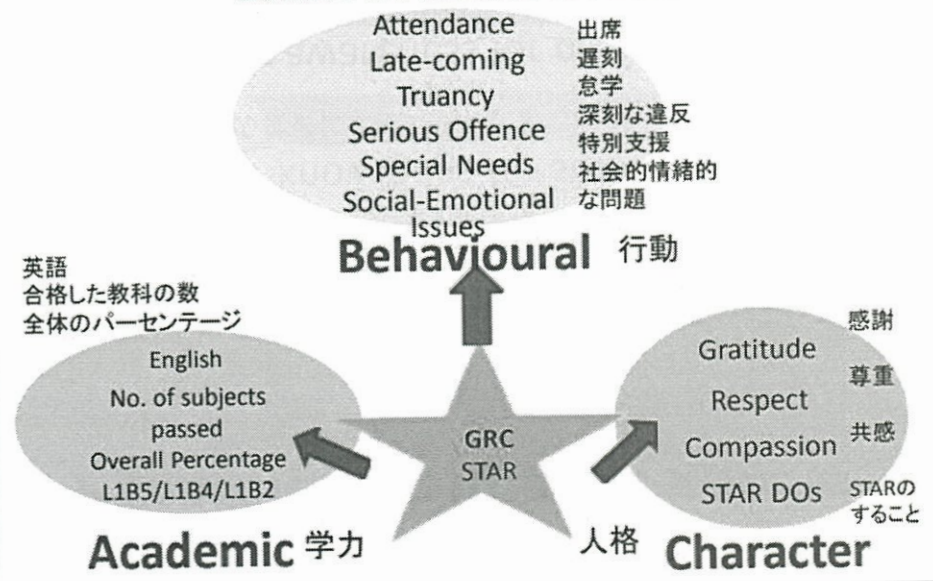 Attendance
Late-coming
Truancy
Serious Offence
Special Needs
Social-Emotional
Issues
出席
遅刻
怠学
深刻な違反
特別支援
社会的情緒的
な問題
Behavioural 行動
英語
合格した教科の数
全体のパーセンテージ
English
No. of subjects
passed
Overall Percentage
L1B5/L1B4/L1B2
Academic 学力
GRC
STAR
Gratitude
Respect
Compassion
STAR DOs
感謝
尊重
共感
STARの
すること
人格 Character